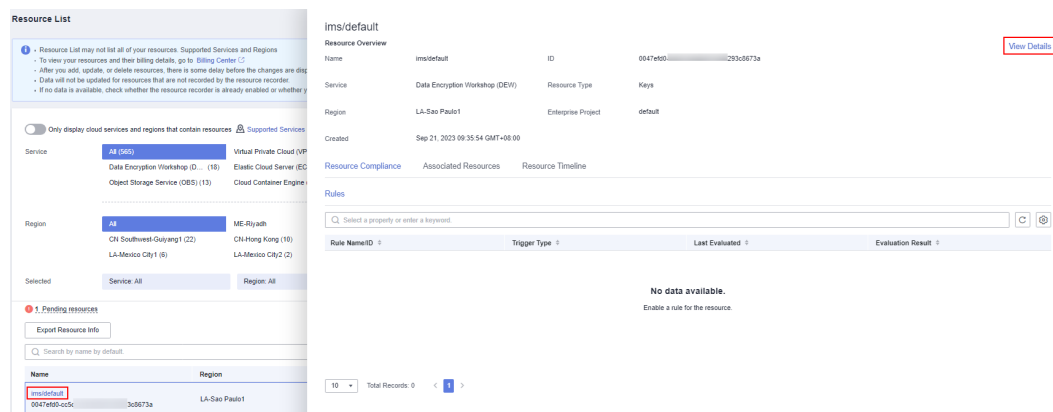 Resource List
Resource List may not list all of your resources. Supported Services and Regions
To view your resources and their billing details, go to Billing Center
After you add, update, or delete resources, there is some delay before the changes are
Data will not be updated for resources that are not recorded by the resource recorder.
If no data is available, check whether the resource recorder is already enabled or whether
Only display cloud services and regions that contain resources Supported Services
Service
All (565)
Virtual Private Cloud (VP
Data Encryption Workshop (D... (18)
Elastic Cloud Server (EC
Object Storage Service (OBS) (13)
Cloud Container Engine
Region
All
ME-Riyadh
CN Southwest-Guiyang1 (22)
CN-Hong Kong (10)
LA-Mexico City1 (6)
LA-Mexico City2 (2)
Selected
Service: All
Region: All
1 Pending resources
Export Resource Info
Search by name by default.
Name Region
ims/default
LA-Sao Paulo1
ims/default
Resource Overview
View Details
Name ims/default ID 0047efd0 293c8673a
Service Data Encryption Workshop (DEW) Resource Type Keys
Region LA-Sao Paulo1 Enterprise Project default
Created Sep 21, 2023 09:35:54 GMT+08:00
Resource Compliance Associated Resources Resource Timeline
Rules
Select a property or enter a keyword.
Rule Name/ID Trigger Type Last Evaluated Evaluation Result
No data available.
Enable a rule for the resource.
10 Total Records: 0 < 1 >